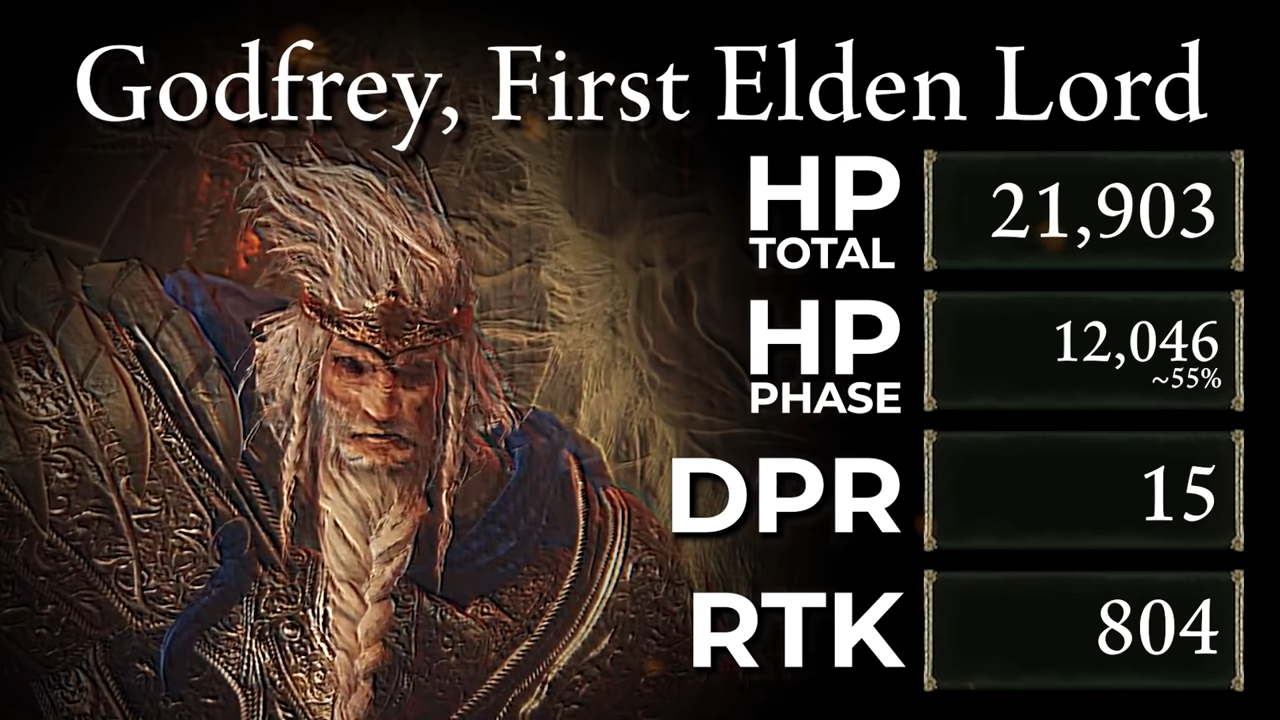 Godfrey, First Elden Lord
HP TOTAL 21,903
HP PHASE 12,046 ~55%
DPR 15
RTK 804